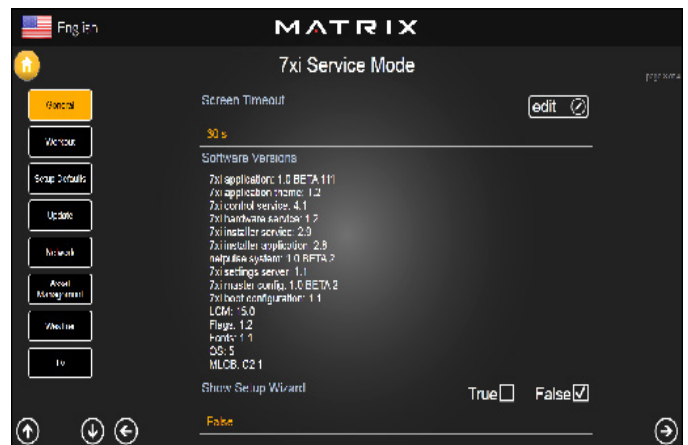 English
MATRIX
7xi Service Mode
General
Workout
Setup Defaults
Update
Network
Asset
Management
Weather
TV
Screen Timeout
edit
30 s
Software Versions
7xi application: 1.0 BETA 111
7xi application theme: 1.2
7xi control service: 4.1
7xi hardware service: 1.2
7xi installer service: 2.9
7xi installer application: 2.8
netpulse system: 1.0 BETA 2
7xi settings server: 1.1
7xi master config: 1.0 BETA 2
7xi boot configuration: 1.1
LCM: 15.0
Flags: 1.2
Fonts: 1.1
OS: 5
MLCB: C2.1
Show Setup Wizard
True
False
False